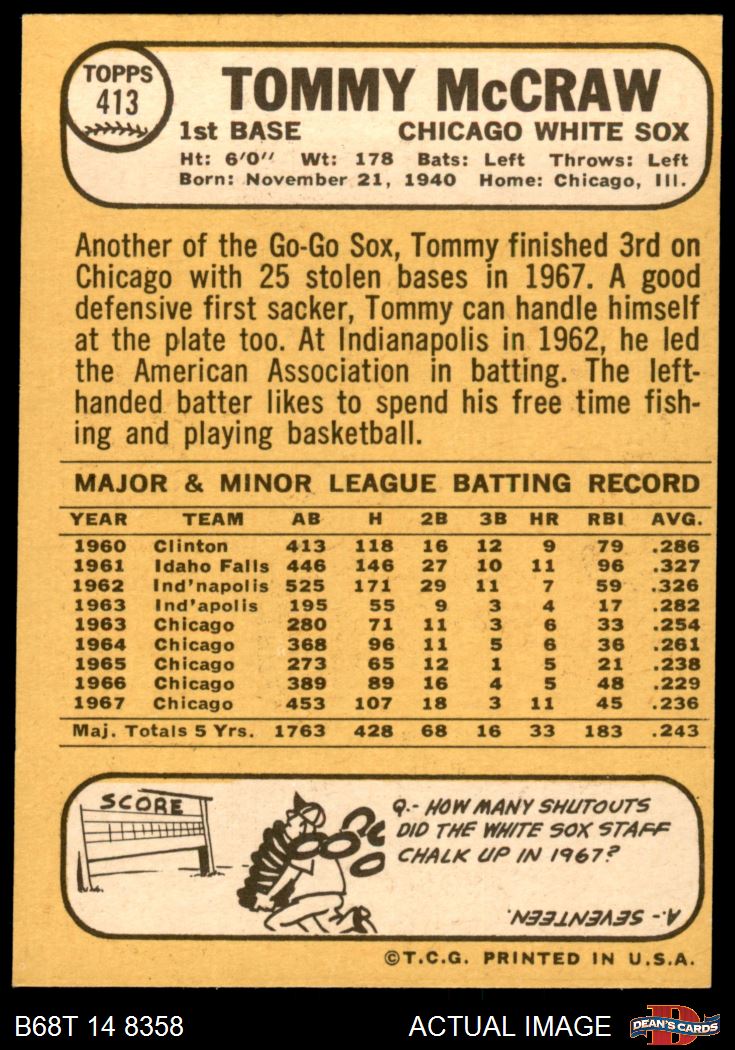 TOPPS
413
TOMMY McCRAW
1st BASE CHICAGO WHITE SOX
Ht: 6'0" Wt: 178 Bats: Left Throws: Left
Born: November 21, 1940 Home: Chicago, Ill.
Another of the Go-Go Sox, Tommy finished 3rd on
Chicago with 25 stolen bases in 1967. A good
defensive first sacker, Tommy can handle himself
at the plate too. At Indianapolis in 1962, he led
the American Association in batting. The left-
handed batter likes to spend his free time fish-
ing and playing basketball.
MAJOR & MINOR LEAGUE BATTING RECORD
YEAR TEAM AB H 2B 3B HR RBI AVG.
1960 Clinton 413 118 16 12 9 79 .286
1961 Idaho Falls 446 146 27 10 11 96 .327
1962 Ind'napolis 525 171 29 11 7 59 .326
1963 Ind'apolis 195 55 9 3 4 17 .282
1963 Chicago 280 71 11 3 6 33 .254
1964 Chicago 368 96 11 5 6 36 .261
1965 Chicago 273 65 12 1 5 21 .238
1966 Chicago 389 89 16 4 5 48 .229
1967 Chicago 453 107 18 3 11 45 .236
Maj. Totals 5 Yrs. 1763 428 68 16 33 183 .243
SCORE
Q.- HOW MANY SHUTOUTS
DID THE WHITE SOX STAFF
CHALK UP IN 1967?
A.- SEVENTEEN.
©T.C.G. PRINTED IN U.S.A.
B68T 14 8358 ACTUAL IMAGE
D
DEAN'S CARDS